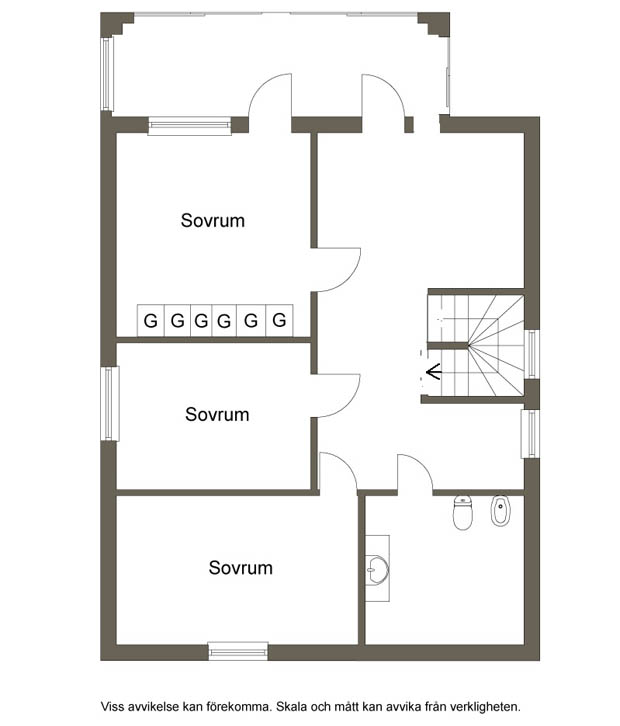 Sovrum
G G G G G G
Sovrum
Sovrum
Viss avvikelse kan förekomma. Skala och mått kan avvika från verkligheten.